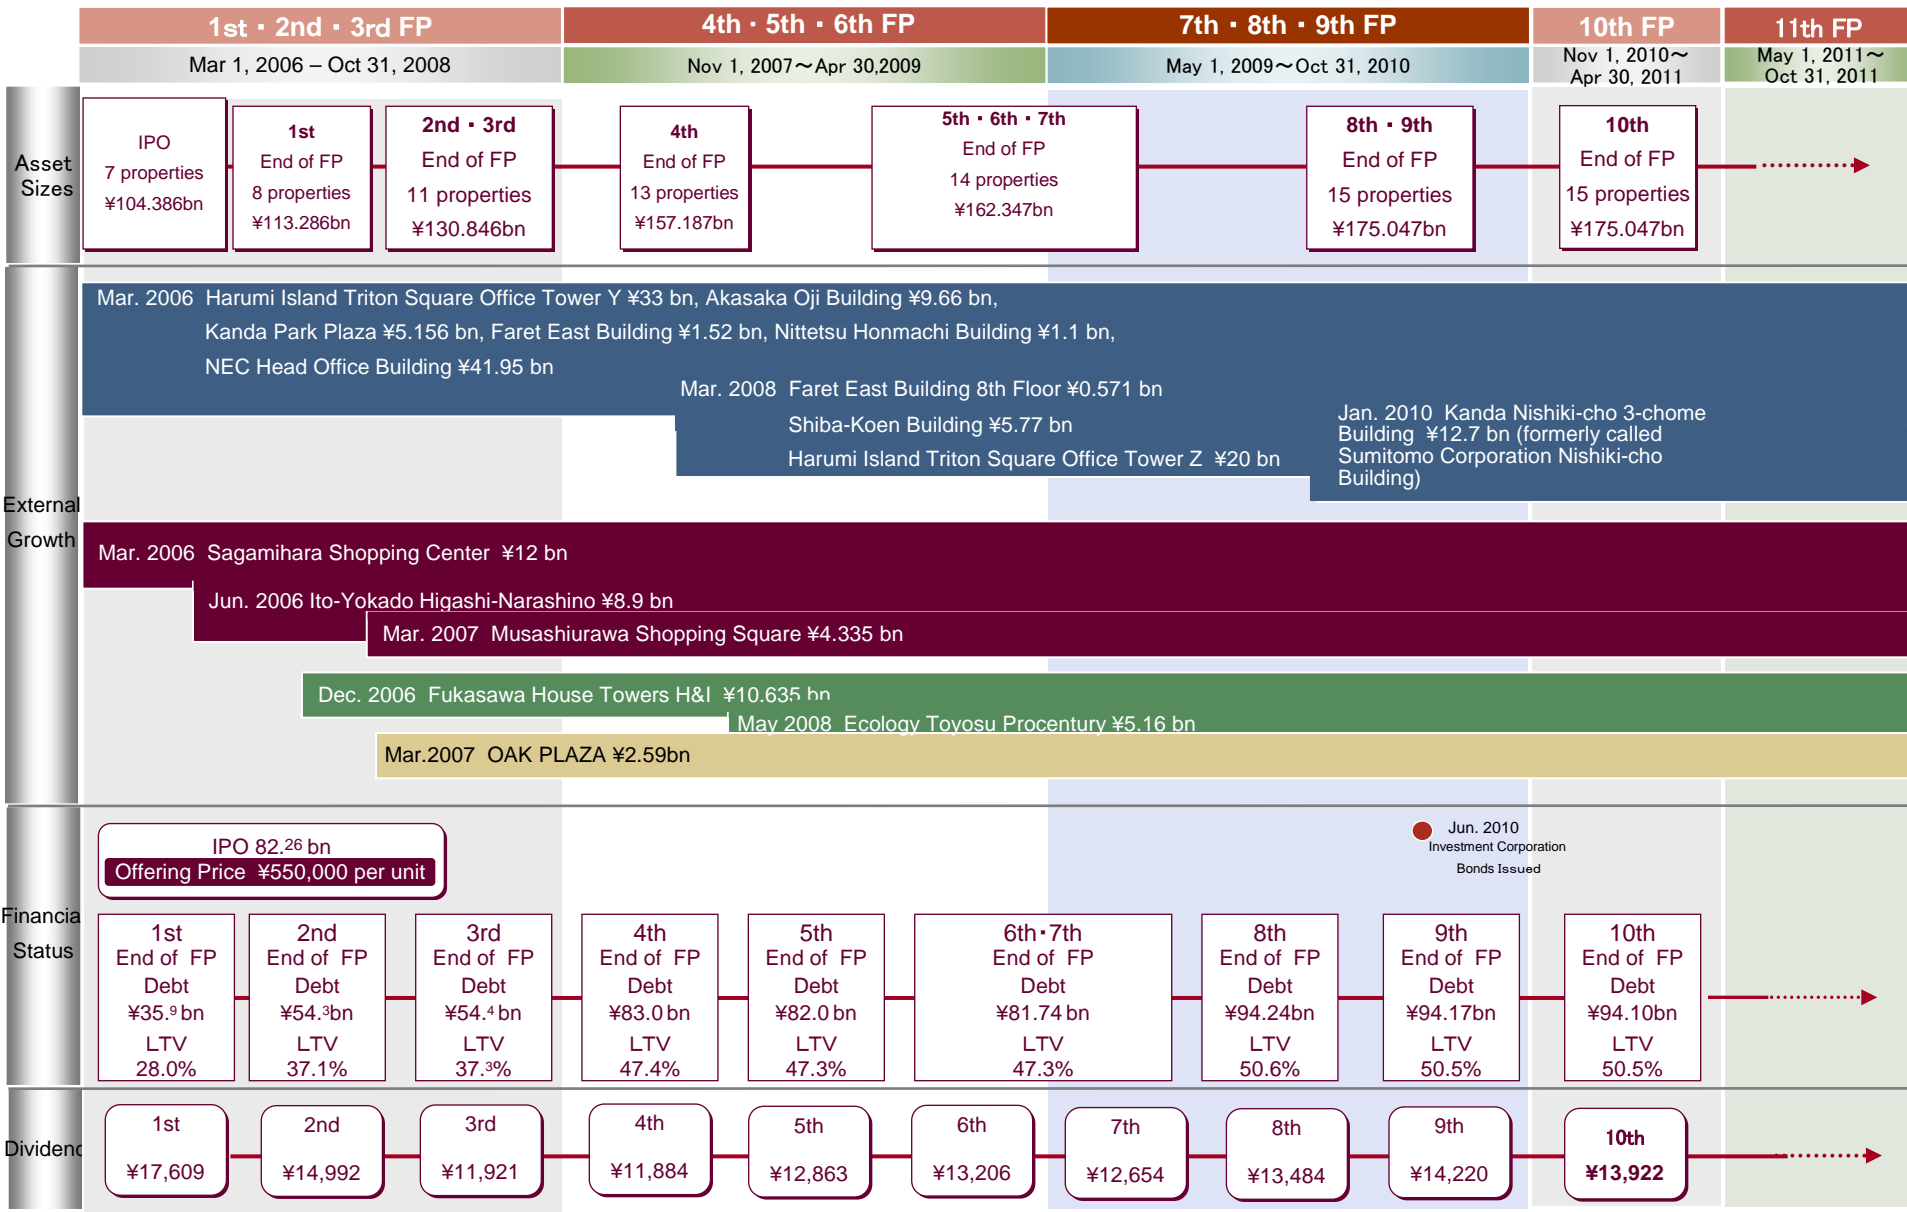 1st・2nd・3rd FP
4th・5th・6th FP
7th・8th・9th FP
10th FP
11th FP
Mar 1, 2006 – Oct 31, 2008
Nov 1, 2007～Apr 30,2009
May 1, 2009～Oct 31, 2010
Nov 1, 2010～
Apr 30, 2011
May 1, 2011～
Oct 31, 2011
Asset
Sizes
IPO
7 properties
¥104.386bn
1st
End of FP
8 properties
¥113.286bn
2nd・3rd
End of FP
11 properties
¥130.846bn
4th
End of FP
13 properties
¥157.187bn
5th・6th・7th
End of FP
14 properties
¥162.347bn
8th・9th
End of FP
15 properties
¥175.047bn
10th
End of FP
15 properties
¥175.047bn
External
Growth
Mar. 2006 Harumi Island Triton Square Office Tower Y ¥33 bn, Akasaka Oji Building ¥9.66 bn,
Kanda Park Plaza ¥5.156 bn, Faret East Building ¥1.52 bn, Nittetsu Honmachi Building ¥1.1 bn,
NEC Head Office Building ¥41.95 bn
Mar. 2008 Faret East Building 8th Floor ¥0.571 bn
Shiba-Koen Building ¥5.77 bn
Harumi Island Triton Square Office Tower Z ¥20 bn
Jan. 2010 Kanda Nishiki-cho 3-chome
Building ¥12.7 bn (formerly called
Sumitomo Corporation Nishiki-cho
Building)
Mar. 2006 Sagamihara Shopping Center ¥12 bn
Jun. 2006 Ito-Yokado Higashi-Narashino ¥8.9 bn
Mar. 2007 Musashiurawa Shopping Square ¥4.335 bn
Dec. 2006 Fukasawa House Towers H&I ¥10.635 bn
May 2008 Ecology Toyosu Procentury ¥5.16 bn
Mar.2007 OAK PLAZA ¥2.59bn
Financia
Status
IPO 82.26 bn
Offering Price ¥550,000 per unit
Jun. 2010
Investment Corporation
Bonds Issued
1st
End of FP
Debt
¥35.9 bn
LTV
28.0%
2nd
End of FP
Debt
¥54.3bn
LTV
37.1%
3rd
End of FP
Debt
¥54.4 bn
LTV
37.3%
4th
End of FP
Debt
¥83.0 bn
LTV
47.4%
5th
End of FP
Debt
¥82.0 bn
LTV
47.3%
6th・7th
End of FP
Debt
¥81.74 bn
LTV
47.3%
8th
End of FP
Debt
¥94.24bn
LTV
50.6%
9th
End of FP
Debt
¥94.17bn
LTV
50.5%
10th
End of FP
Debt
¥94.10bn
LTV
50.5%
Dividend
1st
¥17,609
2nd
¥14,992
3rd
¥11,921
4th
¥11,884
5th
¥12,863
6th
¥13,206
7th
¥12,654
8th
¥13,484
9th
¥14,220
10th
¥13,922